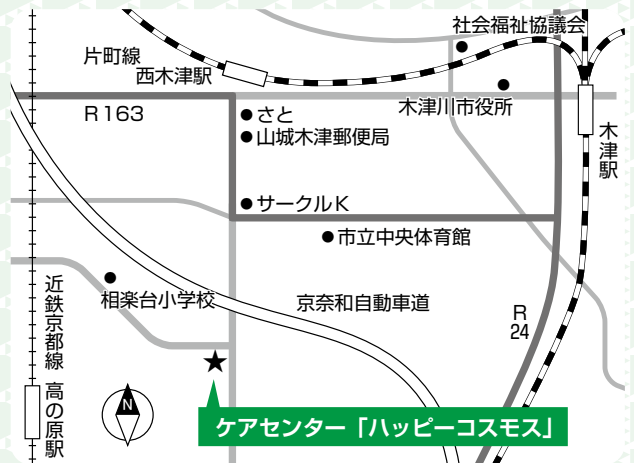 社会福祉協議会
片町線
西木津駅
R163
木津川市役所
さと
山城木津郵便局
木津駅
サークルK
市立中央体育館
相楽台小学校
京奈和自動車道
R
24
近鉄京都線
高の原駅
N
ケアセンター「ハッピーコスモス」